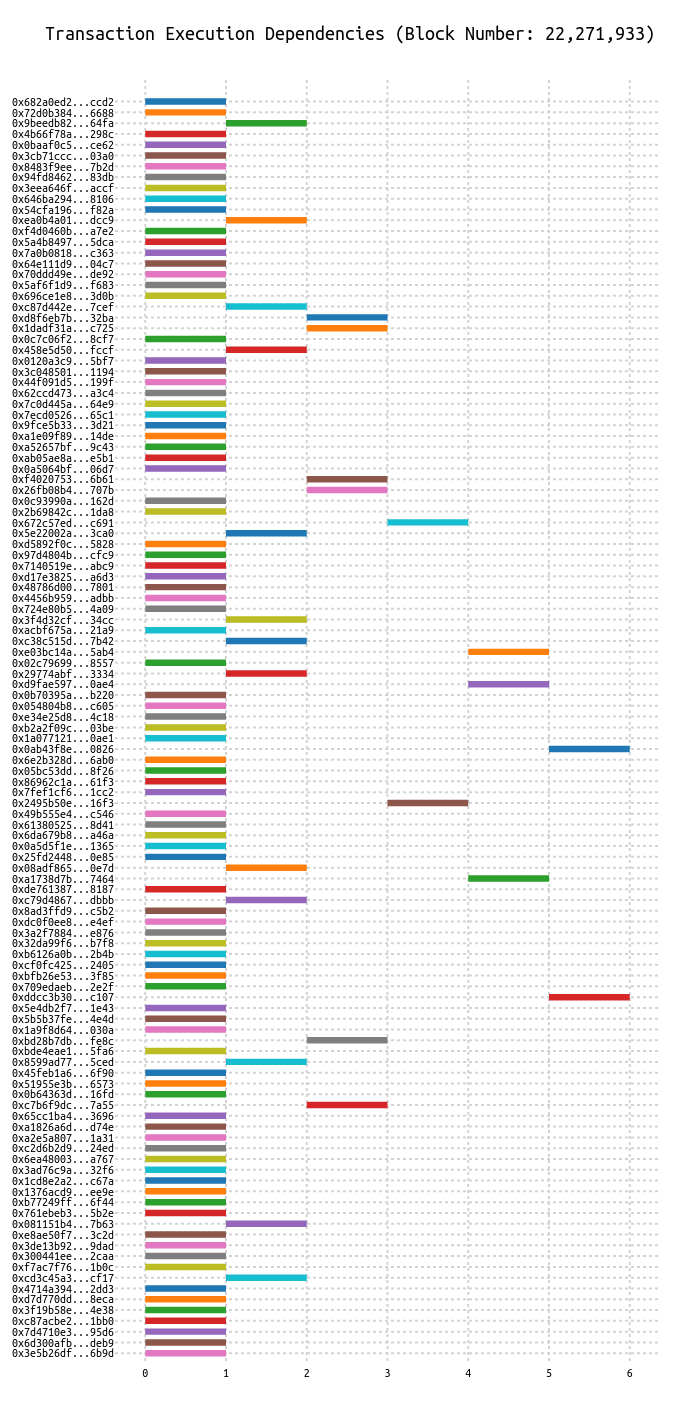 Transaction Execution Dependencies (Block Number: 22,271,933)
0x682a0ed2...ccd2
0x72d0b384...6688
0x9beedb82...64fa
0x4b66f78a...298c
0x0baaf0c5...ce62
0x3cb71ccc...03a0
0x8483f9ee...7b2d
0x94fd8462...83db
0x3eea646f...accf
0x646ba294...8106
0x54cfa196...f82a
0xea0b4a01...dcc9
0xf4d0460b...a7e2
0x5a4b8497...5dca
0x7a0b0818...c363
0x64e111d9...04c7
0x70ddd49e...de92
0x5af6f1d9...f683
0x696ce1e8...3d0b
0xc87d442e...7cef
0xd8f6eb7b...32ba
0x1dadf31a...c725
0x0c7c06f2...8cf7
0x458e5d50...fccf
0x0120a3c9...5bf7
0x3c048501...1194
0x44f091d5...199f
0x62ccd473...a3c4
0x7c0d445a...64e9
0x7ecd0526...65c1
0x9fce5b33...3d21
0xa1e09f89...14de
0xa52657bf...9c43
0xab05ae8a...e5b1
0x0a5064bf...06d7
0xf4020753...6b61
0x26fb08b4...707b
0x0c93990a...162d
0x2b69842c...1da8
0x672c57ed...c691
0x5e22002a...3ca0
0xd5892f0c...5828
0x97d4804b...cfc9
0x7140519e...abc9
0xd17e3825...a6d3
0x48786d00...7801
0x4456b959...adbb
0x724e80b5...4a09
0x3f4d32cf...34cc
0xacbf675a...21a9
0xc38c515d...7b42
0xe03bc14a...5ab4
0x02c79699...8557
0x29774abf...3334
0xd9fae597...0ae4
0x0b70395a...b220
0x054804b8...c605
0xe34e25d8...4c18
0xb2a2f09c...03be
0x1a077121...0ae1
0x0ab43f8e...0826
0x6e2b328d...6ab0
0x05bc53dd...8f26
0x86962c1a...61f3
0x7fef1cf6...1cc2
0x2495b50e...16f3
0x49b555e4...c546
0x61380525...8d41
0x6da679b8...a46a
0x0a5d5f1e...1365
0x25fd2448...0e85
0x08adf865...0e7d
0xa1738d7b...7464
0xde761387...8187
0xc79d4867...dbbb
0x8ad3ffd9...c5b2
0xdc0f0ee8...e4ef
0x3a2f7884...e876
0x32da99f6...b7f8
0xb6126a0b...2b4b
0xcf0fc425...2405
0xbfb26e53...3f85
0x709edaeb...2e2f
0xddcc3b30...c107
0x5e4db2f7...1e43
0x5b5b37fe...4e4d
0x1a9f8d64...030a
0xbd28b7db...fe8c
0xbde4eae1...5fa6
0x8599ad77...5ced
0x45feb1a6...6f90
0x51955e3b...6573
0x0b64363d...16fd
0xc7b6f9dc...7a55
0x65cc1ba4...3696
0xa1826a6d...d74e
0xa2e5a807...1a31
0xc2d6b2d9...24ed
0x6ea48003...a767
0x3ad76c9a...32f6
0x1cd8e2a2...c67a
0x1376acd9...ee9e
0xb77249ff...6f44
0x761ebeb3...5b2e
0x081151b4...7b63
0xe8ae50f7...3c2d
0x3de13b92...9dad
0x300441ee...2caa
0xf7ac7f76...1b0c
0xcd3c45a3...cf17
0x4714a394...2dd3
0xd7d770dd...8eca
0x3f19b58e...4e38
0xc87acbe2...1bb0
0x7d4710e3...95d6
0x6d300afb...deb9
0x3e5b26df...6b9d
0 1 2 3 4 5 6